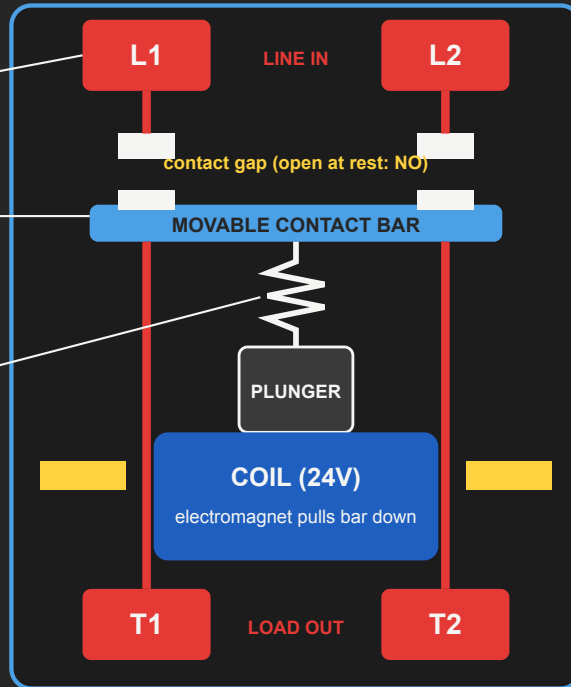 L1
LINE IN
L2
contact gap (open at rest: NO)
MOVABLE CONTACT BAR
PLUNGER
COIL (24V)
electromagnet pulls bar down
T1
LOAD OUT
T2